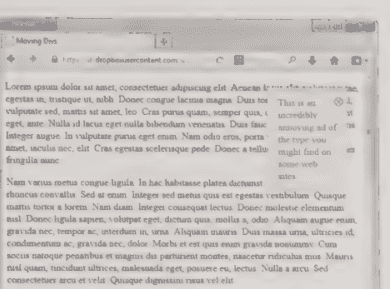 Moving Divs
dropboxusercontent.com
Lorem ipsum dolor sit amet, consectetuer adipiscing elit. Aenean
egestas in, tristique ut, nibh. Donec congue lacinia magna. Duis
vulputate sed, mattis sit amet, leo. Cras purus quam, semper quis,
eget, ante. Nulla id lacus eget nulla bibendum venenatis. Duis
Integer augue. In vulputate purus eget enim. Nam odio eros, porta
amet, iaculis nec, elit. Cras egestas scelerisque pede. Donec a
fringilla nunc
This is an
incredibly
annoying ad of
the type you
might find on
some web
sites
Nam varius metus congue ligula. In hac habitasse platea dictumst
rhoncus convallis. Sed at enim. Integer sed metus quis est egestas vestibulum. Quisque
mattis tortor a lorem. Nam diam. Integer consequat lectus. Donec molestie elementum
nisl. Donec ligula sapien, volutpat eget, dictum quis, mollis a, odio. Aliquam augue enim,
gravida nec, tempor ac, interdum in, urna. Aliquam mauris. Duis massa urna, ultricies id,
condimentum ac, gravida nec, dolor. Morbi et est quis enim gravida nonummy. Cum
sociis natoque penatibus et magnis dis parturient montes, nascetur ridiculus mus. Mauris
nisl quam, tincidunt ultrices, malesuada eget, posuere eu, lectus. Nulla a arcu. Sed
consectetuer arcu et velit. Quisque dignissim risus vel elit.